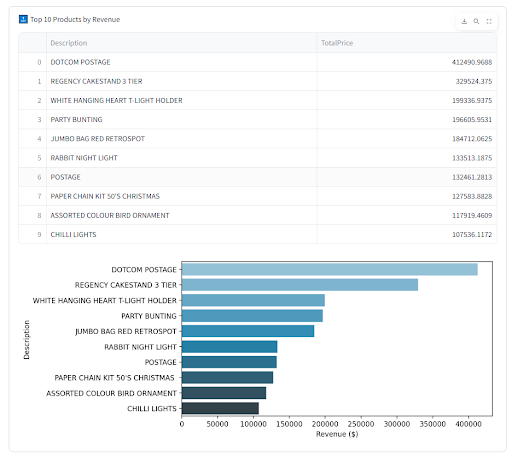 Top 10 Products by Revenue
Description TotalPrice
0 DOTCOM POSTAGE 412490.9688
1 REGENCY CAKESTAND 3 TIER 329524.375
2 WHITE HANGING HEART T-LIGHT HOLDER 199336.9375
3 PARTY BUNTING 196605.9531
4 JUMBO BAG RED RETROSPOT 184712.0625
5 RABBIT NIGHT LIGHT 133513.1875
6 POSTAGE 132461.2813
7 PAPER CHAIN KIT 50'S CHRISTMAS 127583.8828
8 ASSORTED COLOUR BIRD ORNAMENT 117919.4609
9 CHILLI LIGHTS 107536.1172
Description
DOTCOM POSTAGE
REGENCY CAKESTAND 3 TIER
WHITE HANGING HEART T-LIGHT HOLDER
PARTY BUNTING
JUMBO BAG RED RETROSPOT
RABBIT NIGHT LIGHT
POSTAGE
PAPER CHAIN KIT 50'S CHRISTMAS
ASSORTED COLOUR BIRD ORNAMENT
CHILLI LIGHTS
0 50000 100000 150000 200000 250000 300000 350000 400000
Revenue ($)